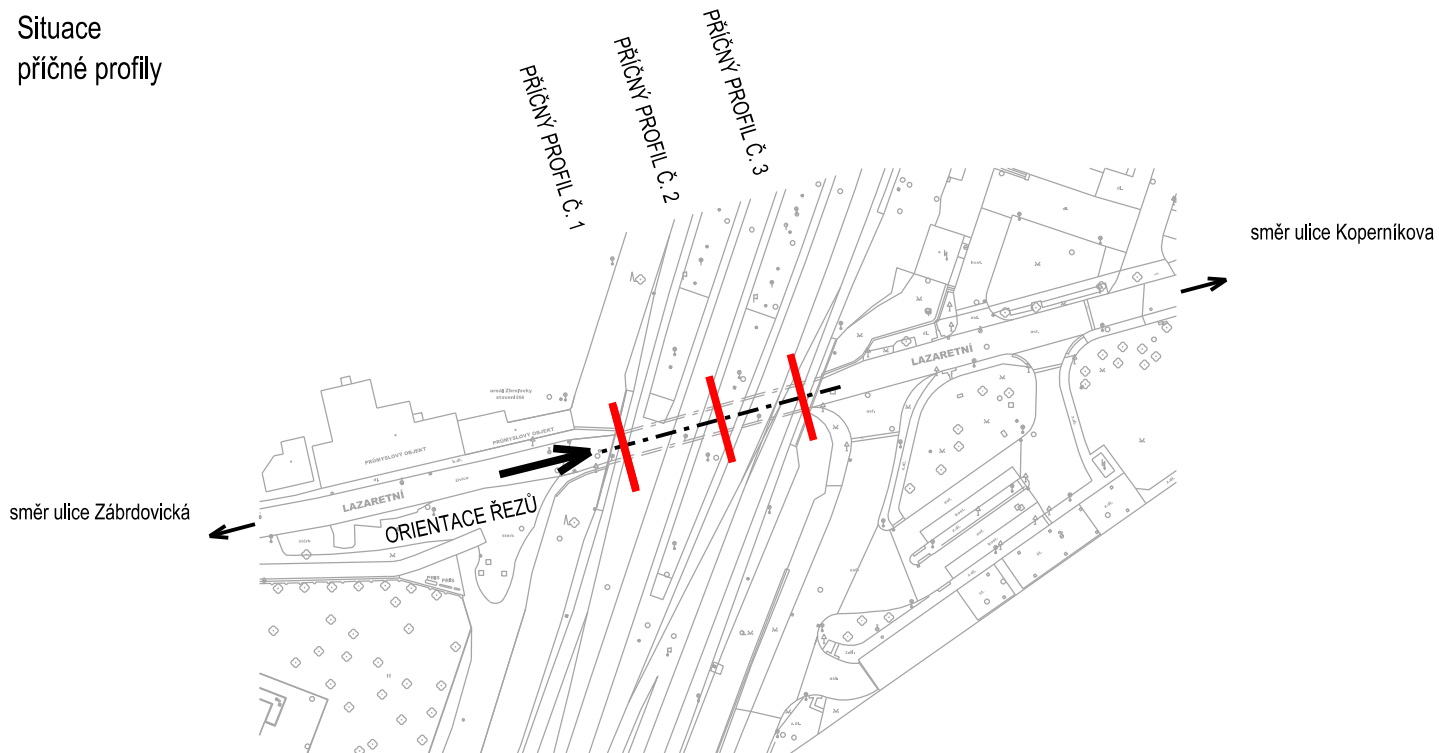 Situace
příčné profily
PŘÍČNÝ PROFIL Č. 1
PŘÍČNÝ PROFIL Č. 2
PŘÍČNÝ PROFIL Č. 3
směr ulice Koperníkova
LAZARETNÍ
PRŮMYSLOVÝ OBJEKT
PRŮMYSLOVÝ OBJEKT
LAZARETNÍ
ORIENTACE ŘEZŮ
směr ulice Zábrdovická